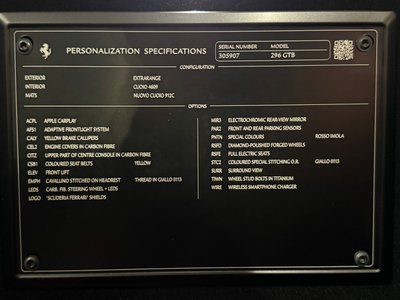 PERSONALIZATION SPECIFICATIONS
SERIAL NUMBER MODEL
305907 296 GTB
CONFIGURATION
EXTERIOR EXTRARANGE
INTERIOR CUOIO 4609
MATS NUOVO CUOIO 912C
OPTIONS
ACPL APPLE CARPLAY
AFS1 ADAPTIVE FRONTLIGHT SYSTEM
CALY YELLOW BRAKE CALLIPERS
CEL2 ENGINE COVERS IN CARBON FIBRE
CITZ UPPER PART OF CENTRE CONSOLE IN CARBON FIBRE
CSB1 COLOURED SEAT BELTS YELLOW
ELEV FRONT LIFT
EMPH CAVALLINO STITCHED ON HEADREST THREAD IN GIALLO 0113
LEDS CARB. FIB. STEERING WHEEL + LEDS
LOGO "SCUDERIA FERRARI" SHIELDS
MIR3 ELECTROCHROMIC REAR-VIEW MIRROR
PAR2 FRONT AND REAR PARKING SENSORS
PNTN SPECIAL COLOURS ROSSO IMOLA
RSFD DIAMOND-POLISHED FORGED WHEELS
RSFE FULL ELECTRIC SEATS
STC2 COLOURED SPECIAL STITCHING O.R. GIALLO 0113
SURR SURROUND VIEW
TIWN WHEEL STUD BOLTS IN TITANIUM
WIRE WIRELESS SMARTPHONE CHARGER